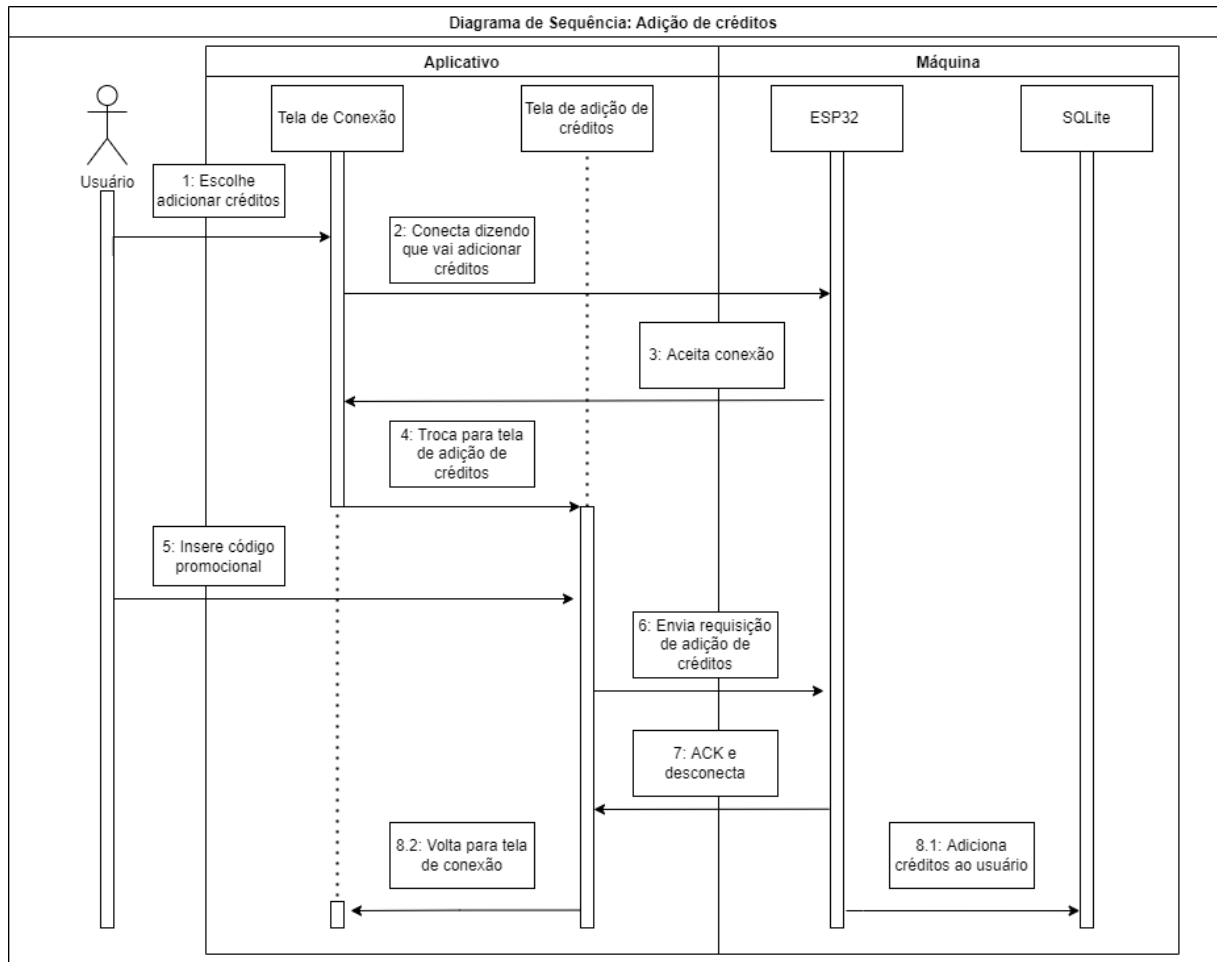 Diagrama de Sequência: Adição de créditos
Aplicativo
Máquina
Tela de Conexão
Tela de adição de
créditos
ESP32
SQLite
Usuário
1: Escolhe
adicionar créditos
2: Conecta dizendo
que vai adicionar
créditos
3: Aceita conexão
4: Troca para tela
de adição de
créditos
5: Insere código
promocional
6: Envia requisição
de adição de
créditos
7: ACK e
desconecta
8.2: Volta para tela
de conexão
8.1: Adiciona
créditos ao usuário